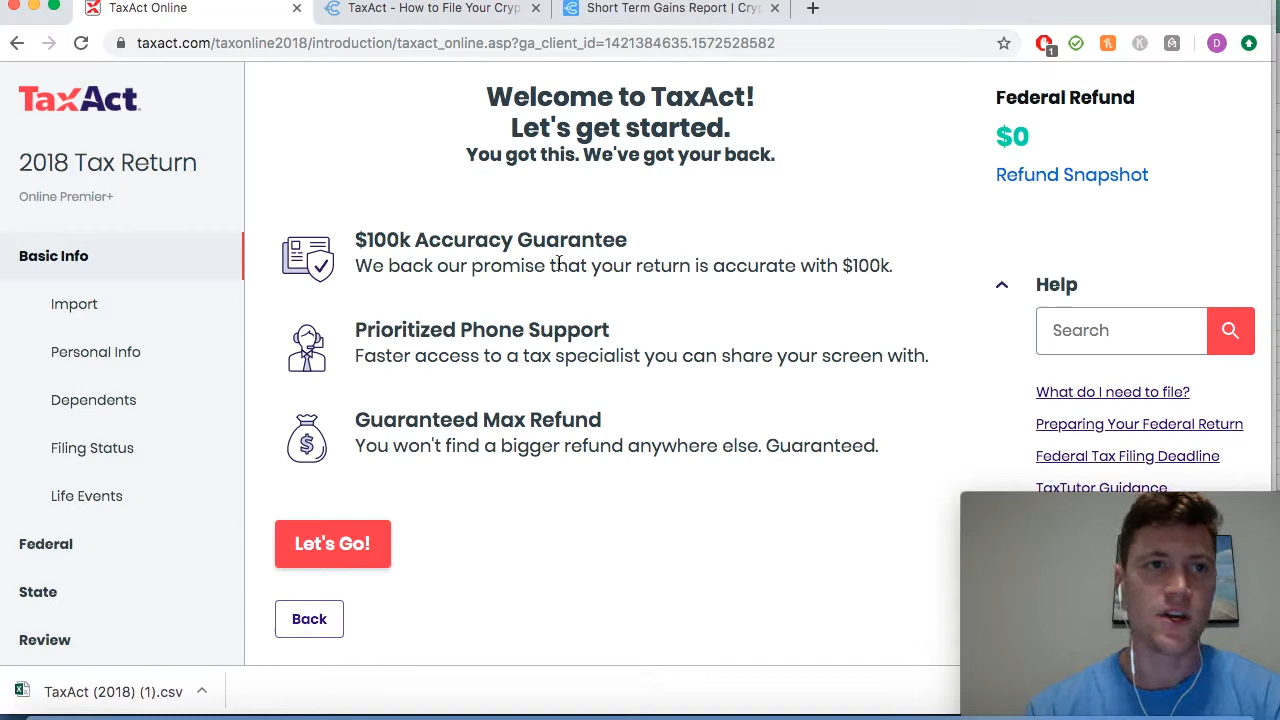 TaxAct Online
TaxAct - How to File Your Cryp
Short Term Gains Report | Cryp
taxact.com/taxonline2018/introduction/taxact_online.asp?ga_client_id=1421384635.1572528582
1
K
D
TaxAct.
2018 Tax Return
Online Premier+
Basic Info
Import
Personal Info
Dependents
Filing Status
Life Events
Federal
State
Review
Welcome to TaxAct!
Let's get started.
You got this. We've got your back.
$100k Accuracy Guarantee
We back our promise that your return is accurate with $100k.
Prioritized Phone Support
Faster access to a tax specialist you can share your screen with.
Guaranteed Max Refund
You won't find a bigger refund anywhere else. Guaranteed.
Let's Go!
Back
Federal Refund
$0
Refund Snapshot
Help
Search
What do I need to file?
Preparing Your Federal Return
Federal Tax Filing Deadline
TaxTutor Guidance
TaxAct (2018) (1).csv